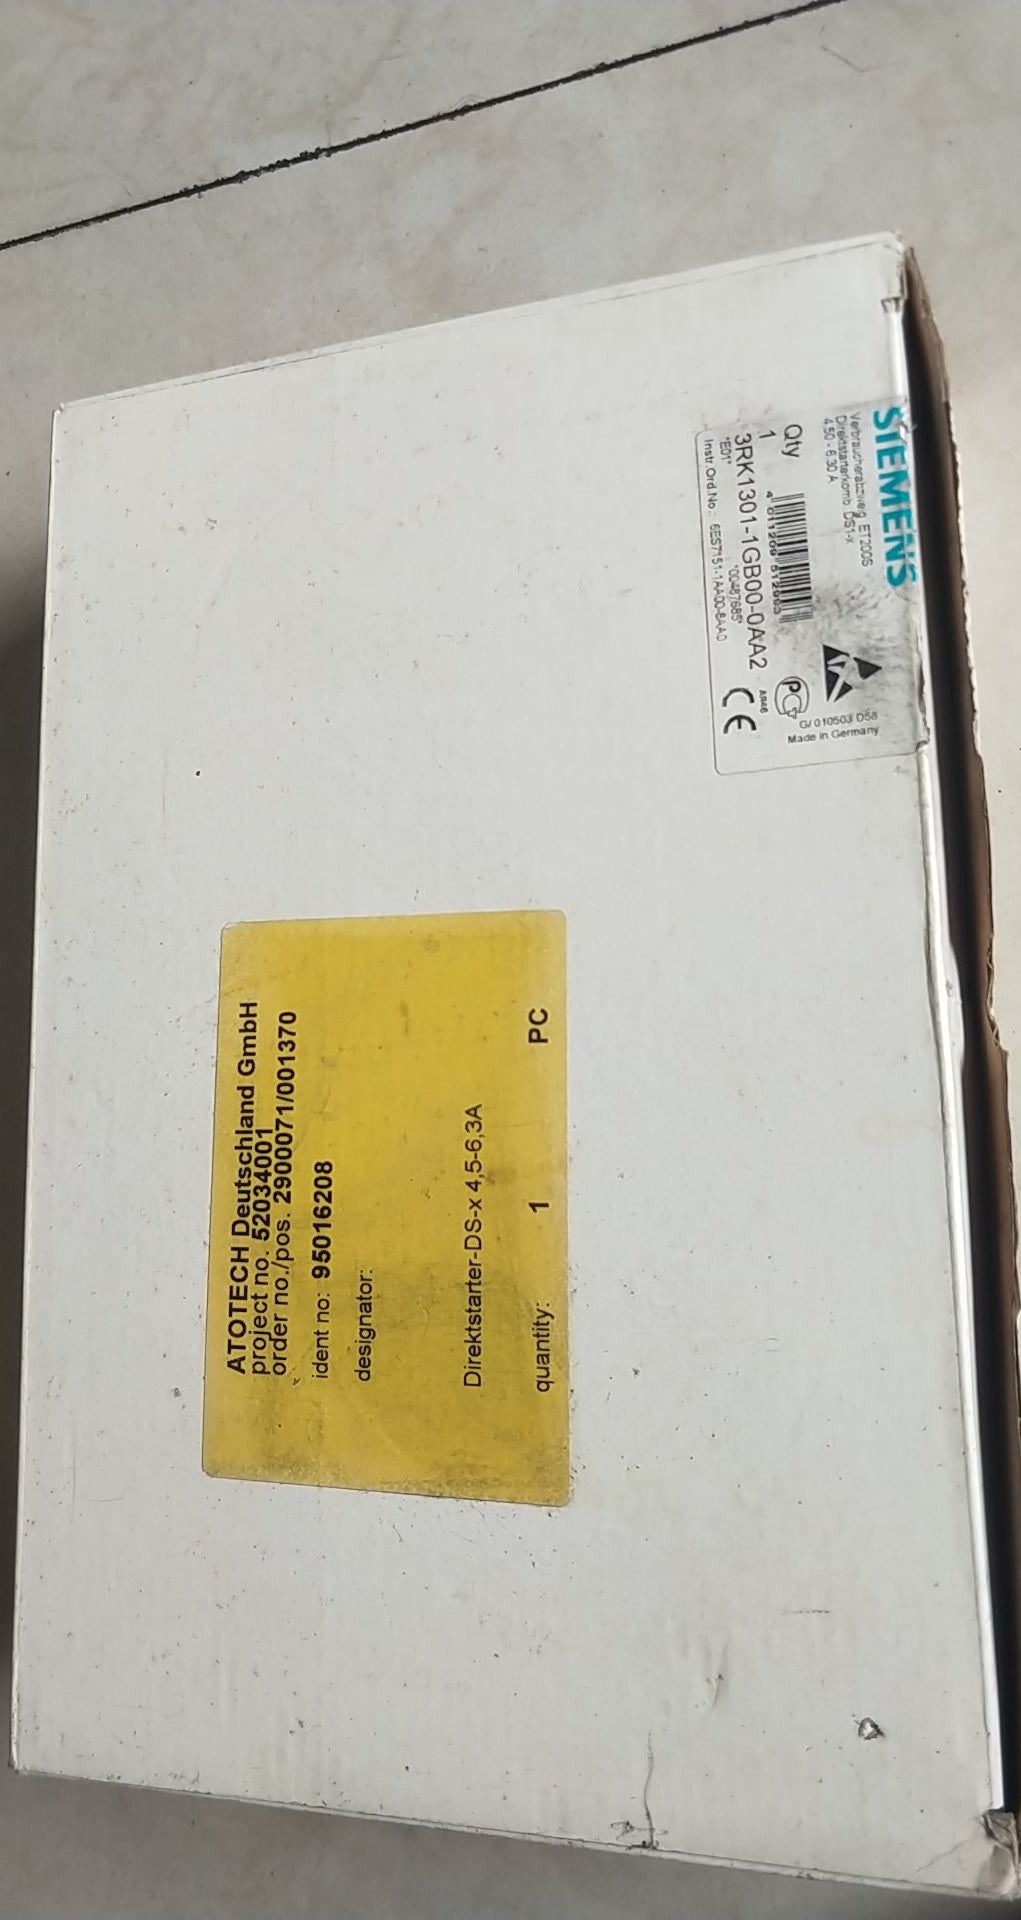 SIEMENS
Verbraucherabzweig ET200S
Direktstarterkomb. DS1-x
4,50 - 6,30 A
G/ 010503 D58
Made in Germany
Qty
1
3RK1301-1GB00-0AA2
*E01*
*00487685*
Instr.Ord.No.: 6ES7151-1AA00-8AA0
CE
ATOTECH Deutschland GmbH
project no. 52034001
order no./pos. 2900071/001370
ident no: 95016208
designator:
Direktstarter-DS-x 4,5-6,3A
quantity: 1 PC